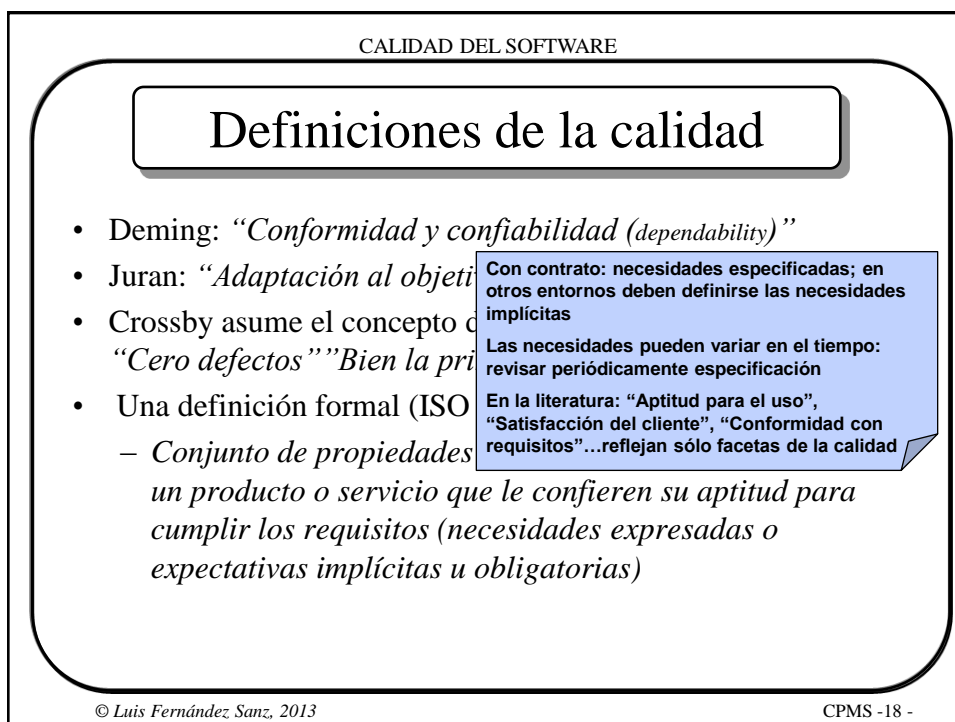 CALIDAD DEL SOFTWARE
Definiciones de la calidad
• Deming: “Conformidad y confiabilidad (dependability)”
• Juran: “Adaptación al objeti
• Crossby asume el concepto d
“Cero defectos””Bien la pri
• Una definición formal (ISO
– Conjunto de propiedades
un producto o servicio que le confieren su aptitud para
cumplir los requisitos (necesidades expresadas o
expectativas implícitas u obligatorias)
Con contrato: necesidades especificadas; en
otros entornos deben definirse las necesidades
implícitas
Las necesidades pueden variar en el tiempo:
revisar periódicamente especificación
En la literatura: “Aptitud para el uso”,
“Satisfacción del cliente”, “Conformidad con
requisitos”…reflejan sólo facetas de la calidad
© Luis Fernández Sanz, 2013
CPMS -18 -